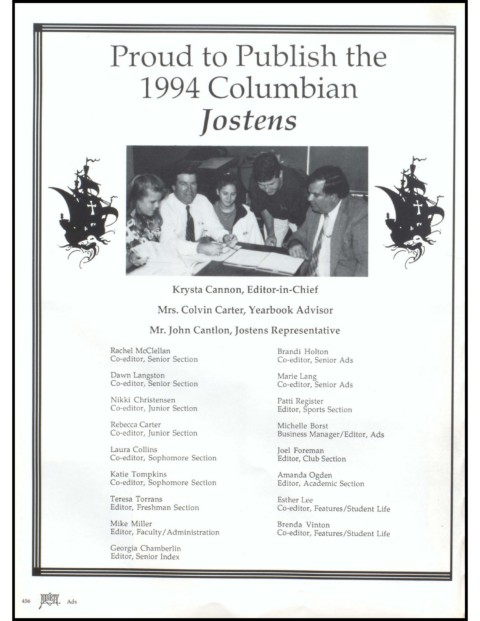 Proud to Publish the
1994 Columbian
Jostens
Krysta Cannon, Editor-in-Chief
Mrs. Colvin Carter, Yearbook Advisor
Mr. John Cantlon, Jostens Representative
Rachel McClellan
Co-editor, Senior Section
Dawn Langston
Co-editor, Senior Section
Nikki Christensen
Co-editor, Junior Section
Rebecca Carter
Co-editor, Junior Section
Laura Collins
Co-editor, Sophomore Section
Katie Tompkins
Co-editor, Sophomore Section
Teresa Torrans
Editor, Freshman Section
Mike Miller
Editor, Faculty/Administration
Georgia Chamberlin
Editor, Senior Index
Brandi Holton
Co-editor, Senior Ads
Marie Lang
Co-editor, Senior Ads
Patti Register
Editor, Sports Section
Michelle Borst
Business Manager/Editor, Ads
Joel Foreman
Editor, Club Section
Amanda Ogden
Editor, Academic Section
Esther Lee
Co-editor, Features/Student Life
Brenda Vinton
Co-editor, Features/Student Life
Ads